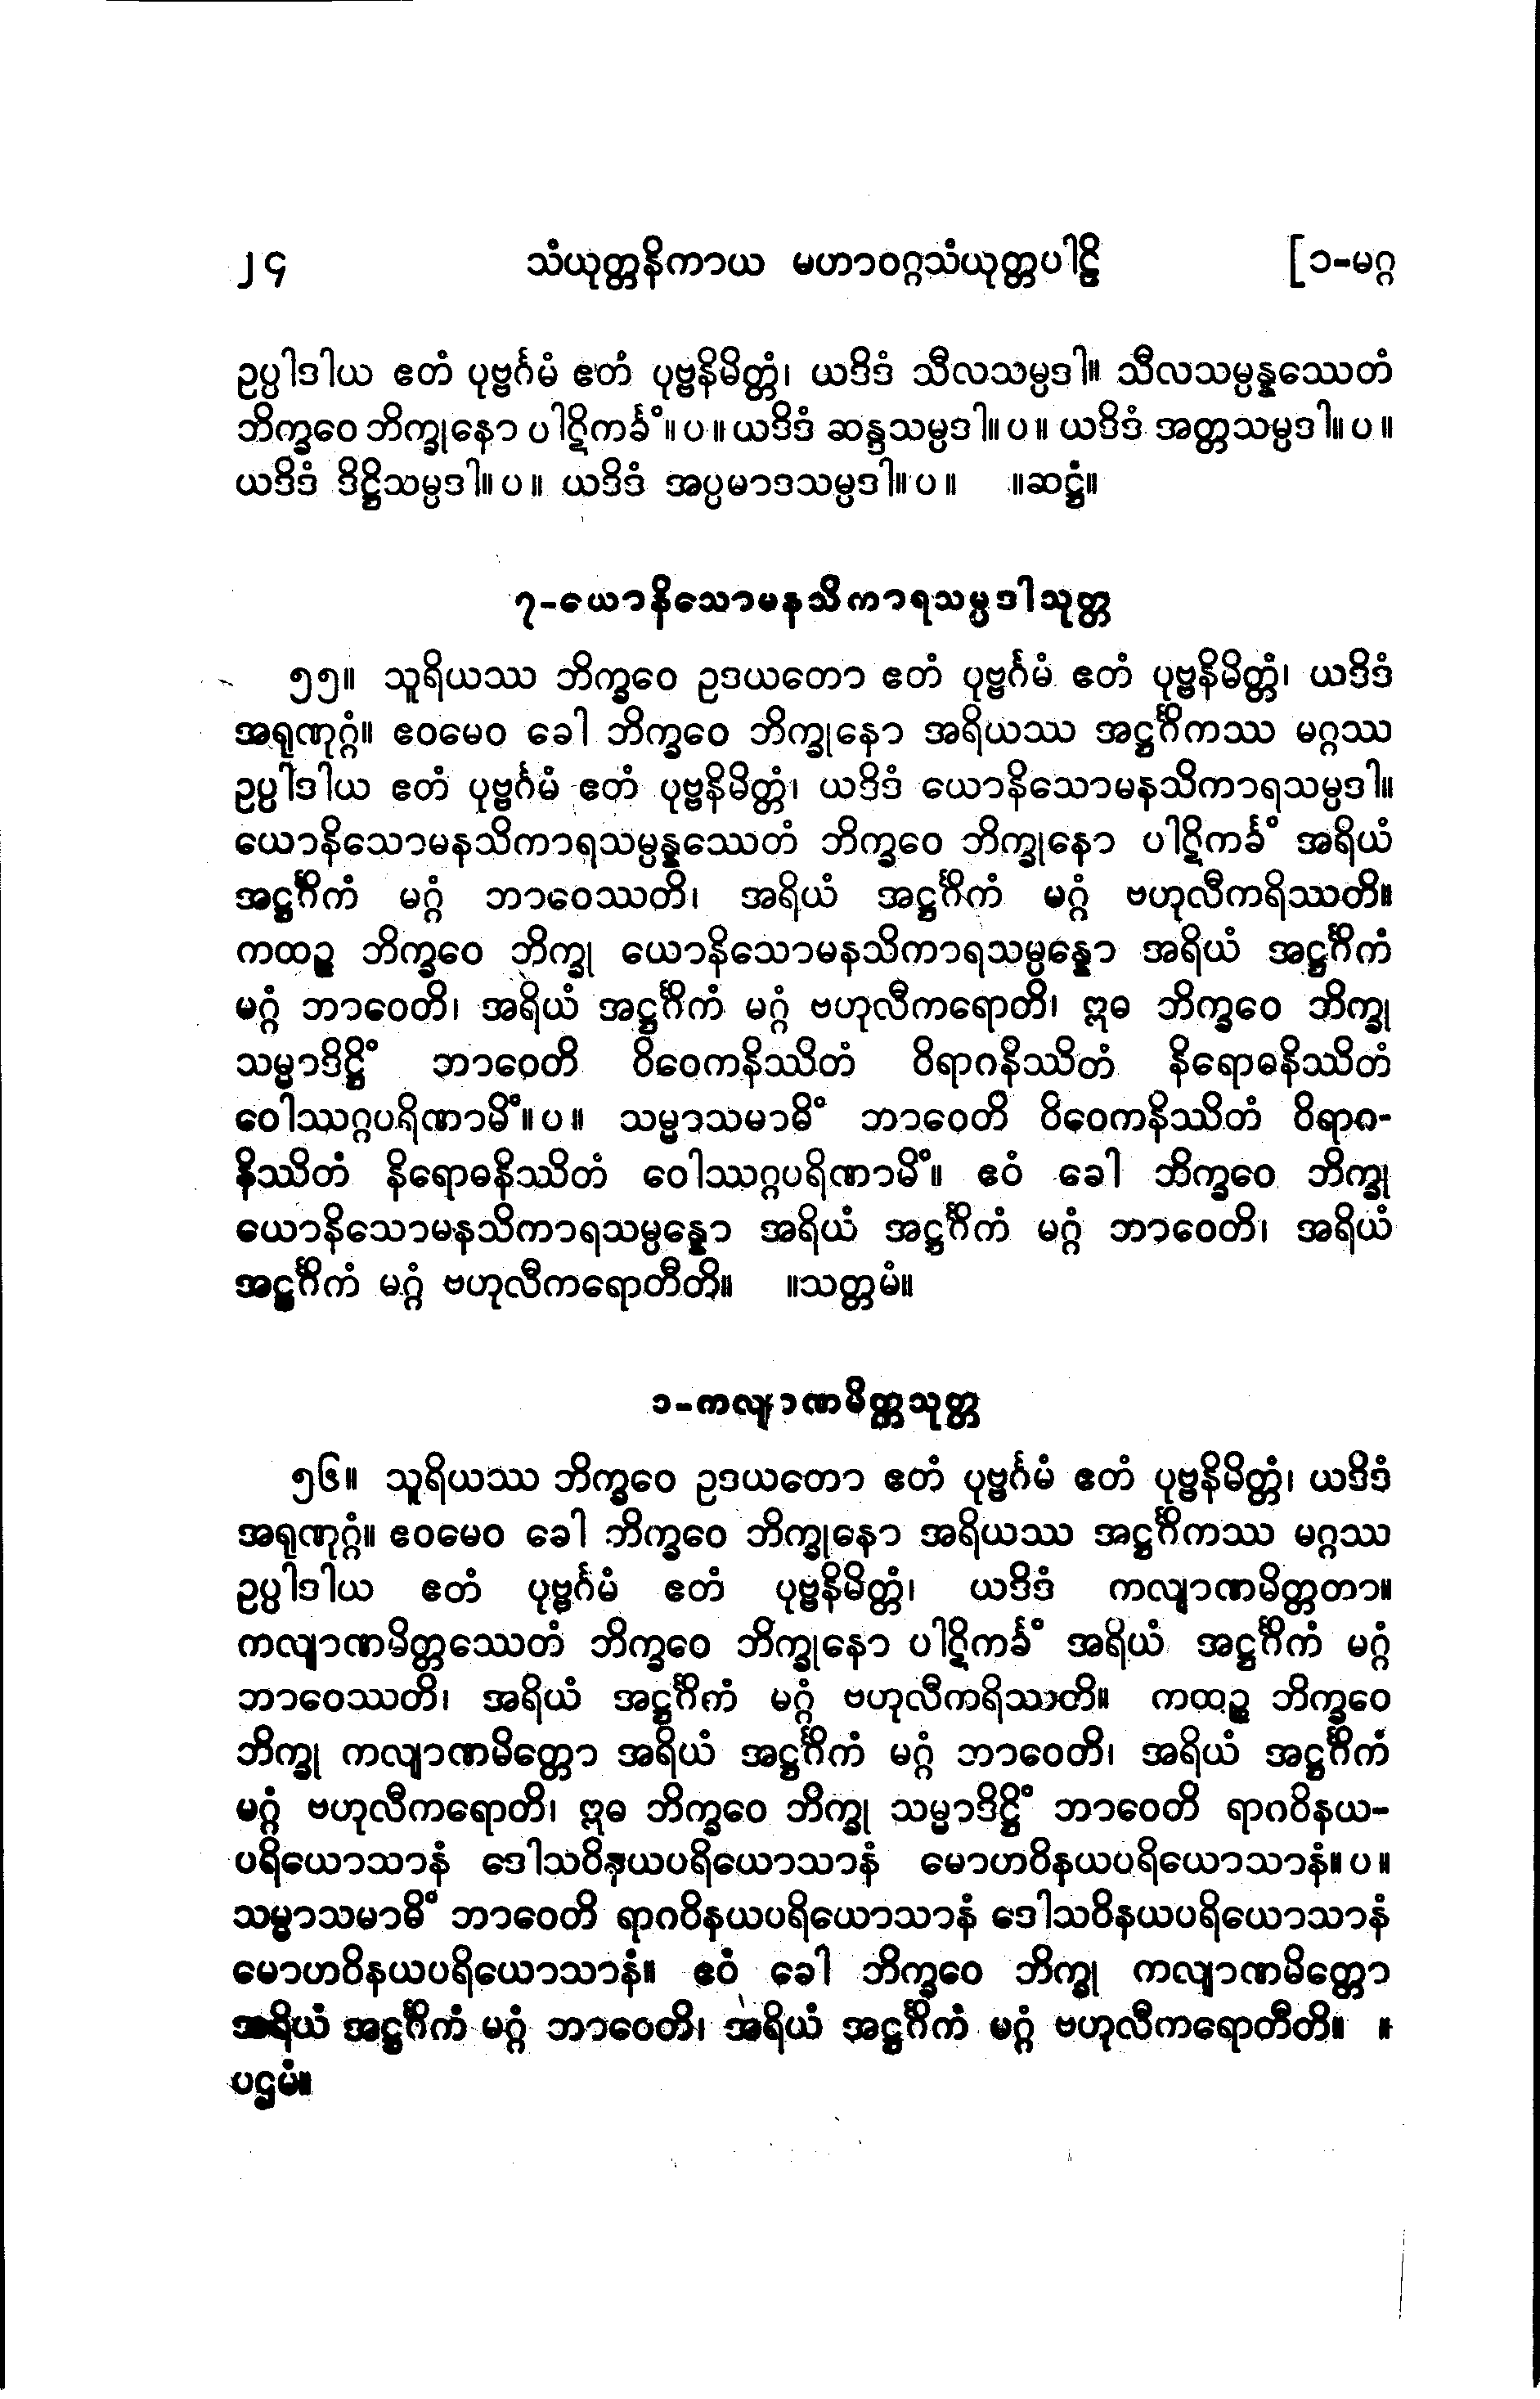 ၂၄ သံယုတ္တနိကာယ မဟာဝဂ္ဂသံယုတ္တပါဠိ [၁-မဂ္ဂ
ဥပ္ပါဒါယ ဧတံ ပုဗ္ဗင်္ဂမံ ဧတံ ပုဗ္ဗနိမိတ္တံ၊ ယဒိဒံ သီလသမ္ပဒါ။ သီလသမ္ပန္နဿေတံ
ဘိက္ခဝေ ဘိက္ခုနော ပါဋိကင်္ခံ။ပ။ ယဒိဒံ ဆန္ဒသမ္ပဒါ။ပ။ ယဒိဒံ အတ္တသမ္ပဒါ။ပ။
ယဒိဒံ ဒိဋ္ဌိသမ္ပဒါ။ပ။ ယဒိဒံ အပ္ပမာဒသမ္ပဒါ။ပ။ ။ဆဋ္ဌံ။
၇-ယောနိသောမနသိကာရသမ္ပဒါသုတ္တ
၅၅။ သူရိယဿ ဘိက္ခဝေ ဥဒယတော ဧတံ ပုဗ္ဗင်္ဂမံ ဧတံ ပုဗ္ဗနိမိတ္တံ၊ ယဒိဒံ
အရုဏုဂ္ဂံ။ ဧဝမေဝ ခေါ ဘိက္ခဝေ ဘိက္ခုနော အရိယဿ အဋ္ဌင်္ဂိကဿ မဂ္ဂဿ
ဥပ္ပါဒါယ ဧတံ ပုဗ္ဗင်္ဂမံ ဧတံ ပုဗ္ဗနိမိတ္တံ၊ ယဒိဒံ ယောနိသောမနသိကာရသမ္ပဒါ။
ယောနိသောမနသိကာရသမ္ပန္နဿေတံ ဘိက္ခဝေ ဘိက္ခုနော ပါဋိကင်္ခံ အရိယံ
အဋ္ဌင်္ဂိကံ မဂ္ဂံ ဘာဝေဿတိ၊ အရိယံ အဋ္ဌင်္ဂိကံ မဂ္ဂံ ဗဟုလီကရိဿတိ။
ကထဉ္စ ဘိက္ခဝေ ဘိက္ခု ယောနိသောမနသိကာရသမ္ပန္နော အရိယံ အဋ္ဌင်္ဂိကံ
မဂ္ဂံ ဘာဝေတိ၊ အရိယံ အဋ္ဌင်္ဂိကံ မဂ္ဂံ ဗဟုလီကရောတိ၊ ဣဓ ဘိက္ခဝေ ဘိက္ခု
သမ္မာဒိဋ္ဌိံ ဘာဝေတိ ဝိဝေကနိဿိတံ ဝိရာဂနိဿိတံ နိရောဓနိဿိတံ
ဝေါဿဂ္ဂပရိဏာမိံ။ပ။ သမ္မာသမာဓိံ ဘာဝေတိ ဝိဝေကနိဿိတံ ဝိရာဂ-
နိဿိတံ နိရောဓနိဿိတံ ဝေါဿဂ္ဂပရိဏာမိံ။ ဧဝံ ခေါ ဘိက္ခဝေ ဘိက္ခု
ယောနိသောမနသိကာရသမ္ပန္နော အရိယံ အဋ္ဌင်္ဂိကံ မဂ္ဂံ ဘာဝေတိ၊ အရိယံ
အဋ္ဌင်္ဂိကံ မဂ္ဂံ ဗဟုလီကရောတီတိ။ ။သတ္တမံ။
၁-ကလျာဏမိတ္တသုတ္တ
၅၆။ သူရိယဿ ဘိက္ခဝေ ဥဒယတော ဧတံ ပုဗ္ဗင်္ဂမံ ဧတံ ပုဗ္ဗနိမိတ္တံ၊ ယဒိဒံ
အရုဏုဂ္ဂံ။ ဧဝမေဝ ခေါ ဘိက္ခဝေ ဘိက္ခုနော အရိယဿ အဋ္ဌင်္ဂိကဿ မဂ္ဂဿ
ဥပ္ပါဒါယ ဧတံ ပုဗ္ဗင်္ဂမံ ဧတံ ပုဗ္ဗနိမိတ္တံ၊ ယဒိဒံ ကလျာဏမိတ္တတာ။
ကလျာဏမိတ္တဿေတံ ဘိက္ခဝေ ဘိက္ခုနော ပါဋိကင်္ခံ အရိယံ အဋ္ဌင်္ဂိကံ မဂ္ဂံ
ဘာဝေဿတိ၊ အရိယံ အဋ္ဌင်္ဂိကံ မဂ္ဂံ ဗဟုလီကရိဿတိ။ ကထဉ္စ ဘိက္ခဝေ
ဘိက္ခု ကလျာဏမိတ္တော အရိယံ အဋ္ဌင်္ဂိကံ မဂ္ဂံ ဘာဝေတိ၊ အရိယံ အဋ္ဌင်္ဂိကံ
မဂ္ဂံ ဗဟုလီကရောတိ၊ ဣဓ ဘိက္ခဝေ ဘိက္ခု သမ္မာဒိဋ္ဌိံ ဘာဝေတိ ရာဂဝိနယ-
ပရိယောသာနံ ဒေါသဝိနယပရိယောသာနံ မောဟဝိနယပရိယောသာနံ။ပ။
သမ္မာသမာဓိံ ဘာဝေတိ ရာဂဝိနယပရိယောသာနံ ဒေါသဝိနယပရိယောသာနံ
မောဟဝိနယပရိယောသာနံ။ ဧဝံ ခေါ ဘိက္ခဝေ ဘိက္ခု ကလျာဏမိတ္တော
အရိယံ အဋ္ဌင်္ဂိကံ မဂ္ဂံ ဘာဝေတိ၊ အရိယံ အဋ္ဌင်္ဂိကံ မဂ္ဂံ ဗဟုလီကရောတီတိ။ ။
ပဌမံ။